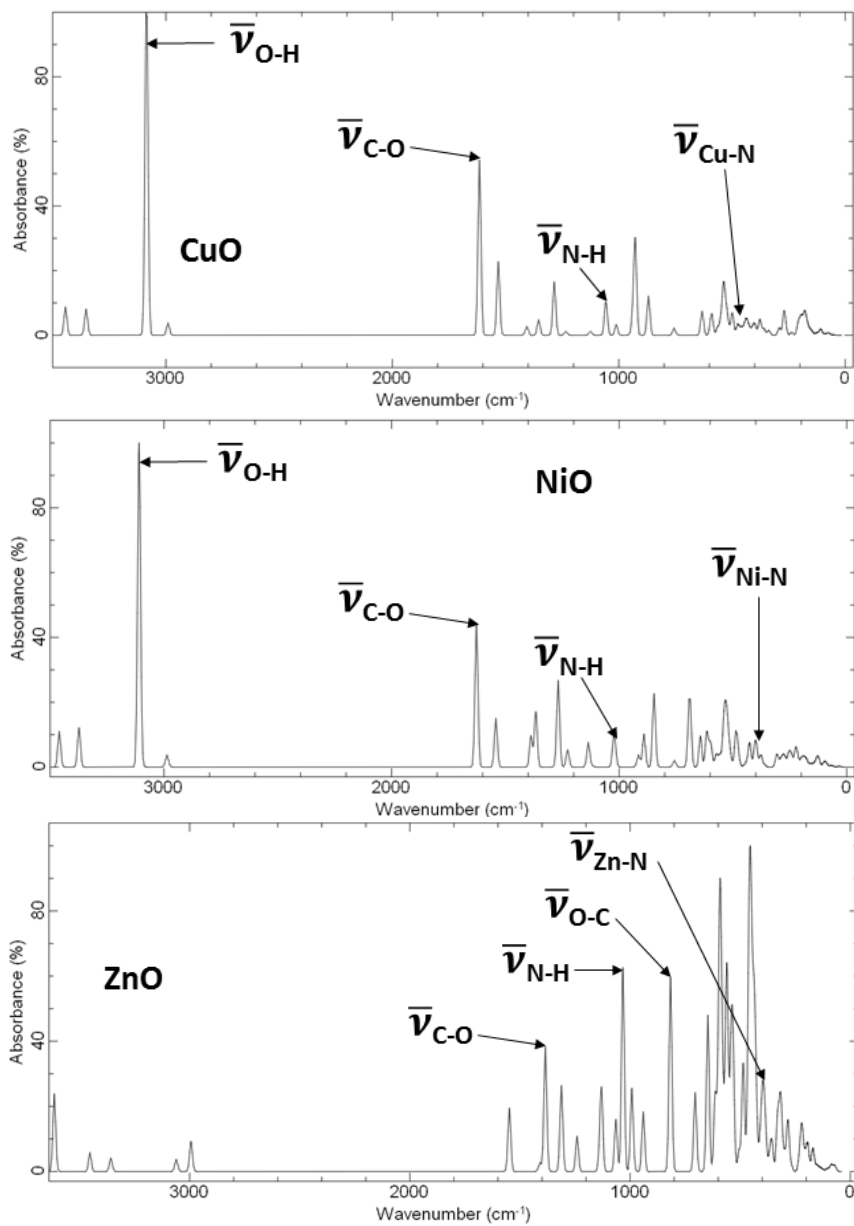 ν̅O-H
80
ν̅C-O
ν̅Cu-N
Absorbance (%)
40
CuO
ν̅N-H
0
3000 2000 1000 0
Wavenumber (cm-1)
ν̅O-H
NiO
80
ν̅Ni-N
Absorbance (%)
ν̅C-O
40
ν̅N-H
0
3000 2000 1000 0
Wavenumber (cm-1)
ν̅Zn-N
80
ν̅O-C
ν̅N-H
ZnO
Absorbance (%)
ν̅C-O
40
0
3000 2000 1000 0
Wavenumber (cm-1)